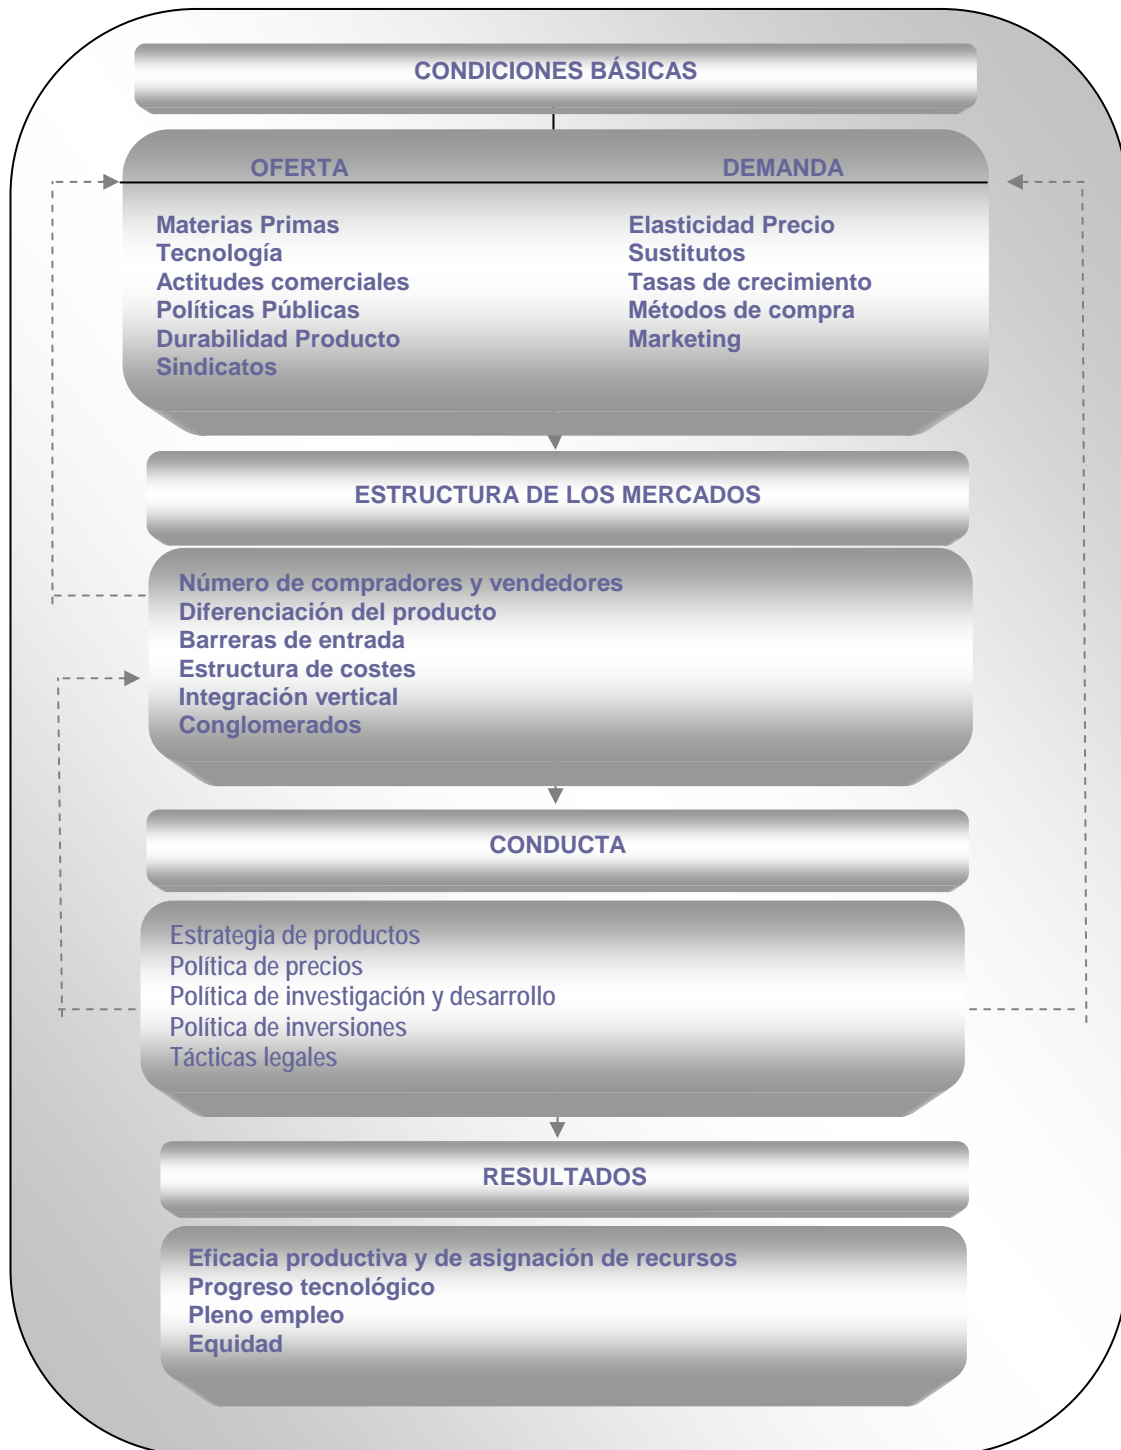 CONDICIONES BÁSICAS
OFERTA
Materias Primas
Tecnología
Actitudes comerciales
Políticas Públicas
Durabilidad Producto
Sindicatos
DEMANDA
Elasticidad Precio
Sustitutos
Tasas de crecimiento
Métodos de compra
Marketing
ESTRUCTURA DE LOS MERCADOS
Número de compradores y vendedores
Diferenciación del producto
Barreras de entrada
Estructura de costes
Integración vertical
Conglomerados
CONDUCTA
Estrategia de productos
Política de precios
Política de investigación y desarrollo
Política de inversiones
Tácticas legales
RESULTADOS
Eficacia productiva y de asignación de recursos
Progreso tecnológico
Pleno empleo
Equidad